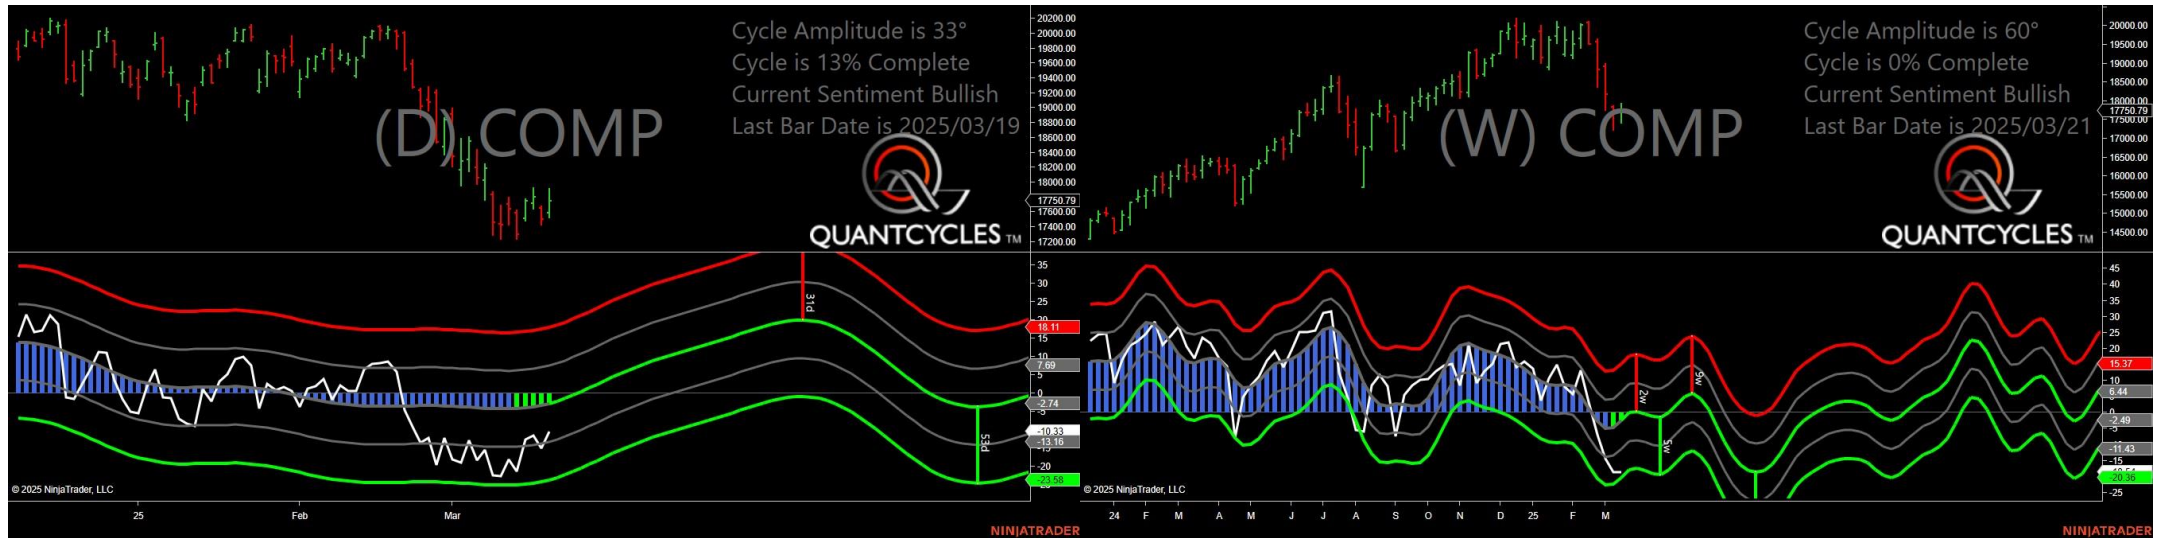 Cycle Amplitude is 33°
Cycle is 13% Complete
Current Sentiment Bullish
Last Bar Date is 2025/03/19
(D) COMP
QUANTCYCLES TM
20200.00
20000.00
19800.00
19600.00
19400.00
19200.00
19000.00
18800.00
18600.00
18400.00
18200.00
18000.00
17750.79
17600.00
17400.00
17200.00
31d
53d
35
30
25
20
18.11
15
10
7.69
5
0
-2.74
-5
-10.33
-13.16
-20
-23.58
© 2025 NinjaTrader, LLC
25 Feb Mar
NINJATRADER
Cycle Amplitude is 60°
Cycle is 0% Complete
Current Sentiment Bullish
Last Bar Date is 2025/03/21
(W) COMP
QUANTCYCLES TM
20000.00
19500.00
19000.00
18500.00
18000.00
17750.79
17500.00
17000.00
16500.00
16000.00
15500.00
15000.00
14500.00
2w
5w
9w
45
40
35
30
25
20
15.37
10
6.44
0
-2.49
-5
-11.43
-15
-20.36
-25
© 2025 NinjaTrader, LLC
24 F M A M J J A S O N D 25 F M
NINJATRADER